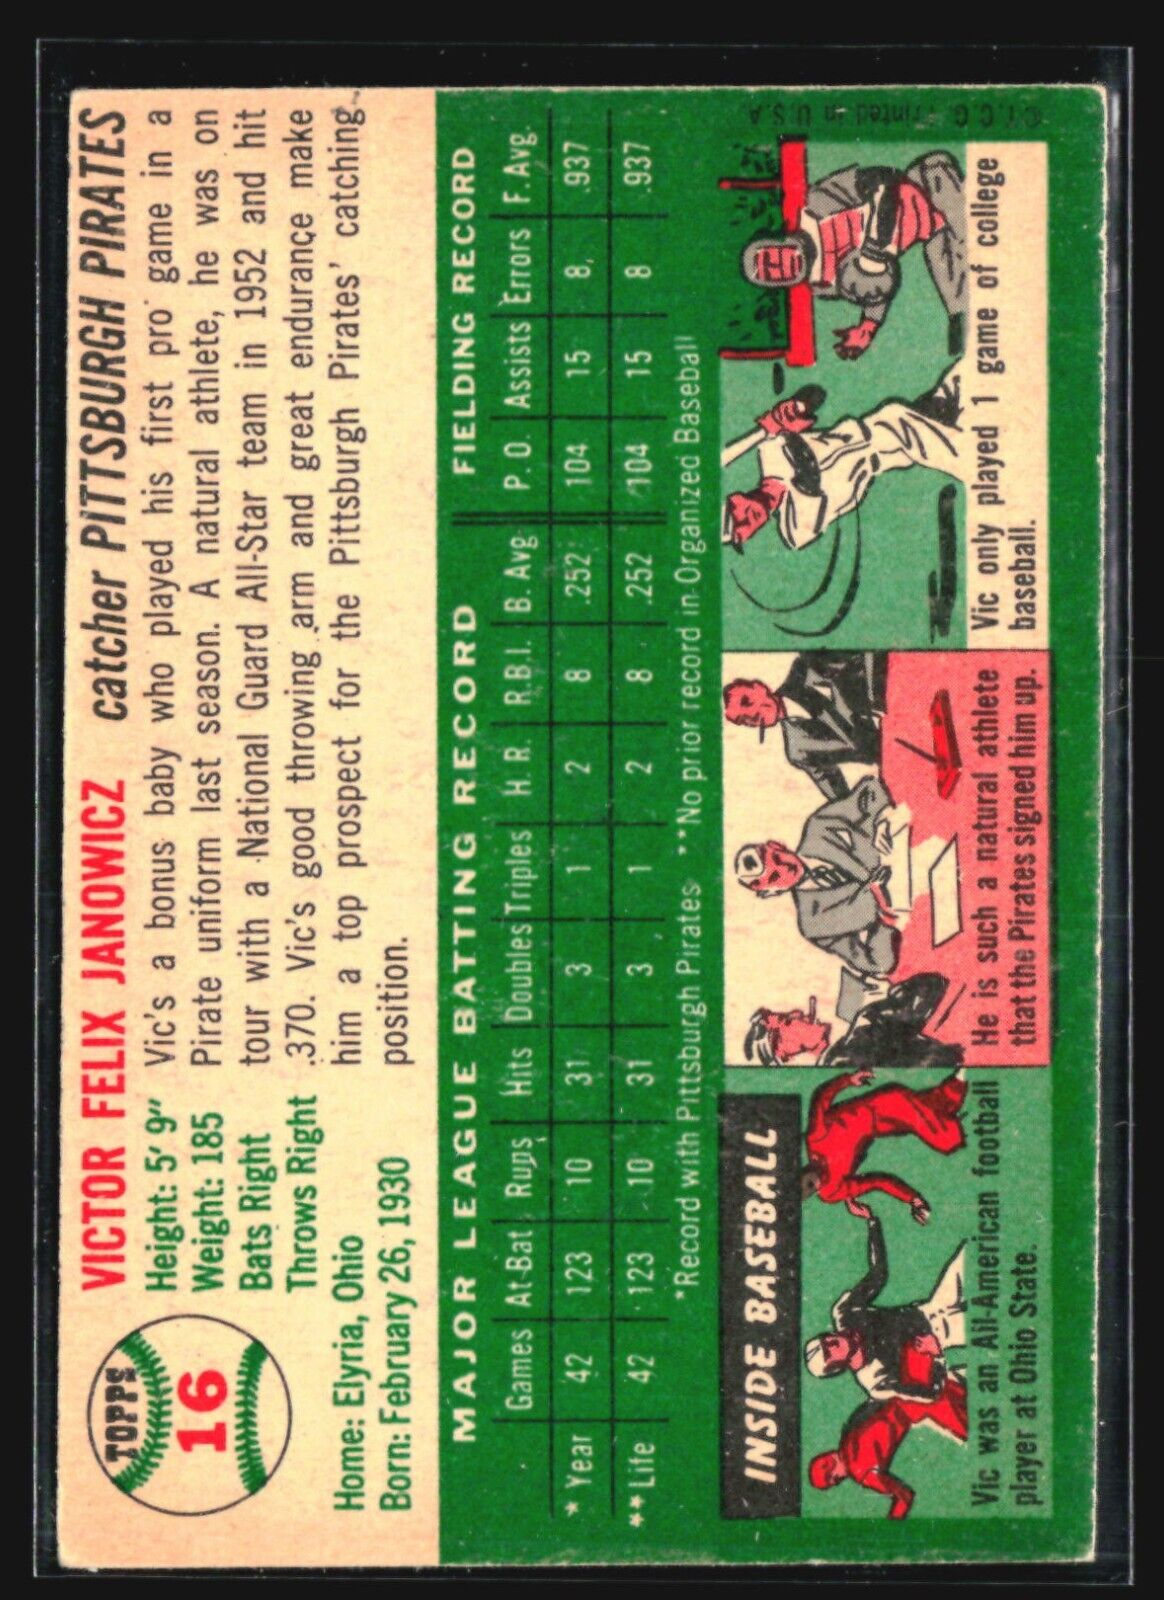 TOPPS
16
VICTOR FELIX JANOWICZ catcher PITTSBURGH PIRATES
Height: 5' 9"
Weight: 185
Bats Right
Throws Right
Home: Elyria, Ohio
Born: February 26, 1930
Vic's a bonus baby who played his first pro game in a
Pirate uniform last season. A natural athlete, he was on
tour with a National Guard All-Star team in 1952 and hit
.370. Vic's good throwing arm and great endurance make
him a top prospect for the Pittsburgh Pirates' catching
position.
MAJOR LEAGUE BATTING RECORD FIELDING RECORD
Games At-Bat Runs Hits Doubles Triples H. R. R.B.I. B. Avg. P. O. Assists Errors F. Avg.
* Year 42 123 10 31 3 1 2 8 .252 104 15 8 .937
** Life 42 123 10 31 3 1 2 8 .252 104 15 8 .937
*Record with Pittsburgh Pirates **No prior record in Organized Baseball
INSIDE BASEBALL
Vic was an All-American football
player at Ohio State.
He is such a natural athlete
that the Pirates signed him up.
Vic only played 1 game of college
baseball.
© T. C. G. Printed in U.S.A